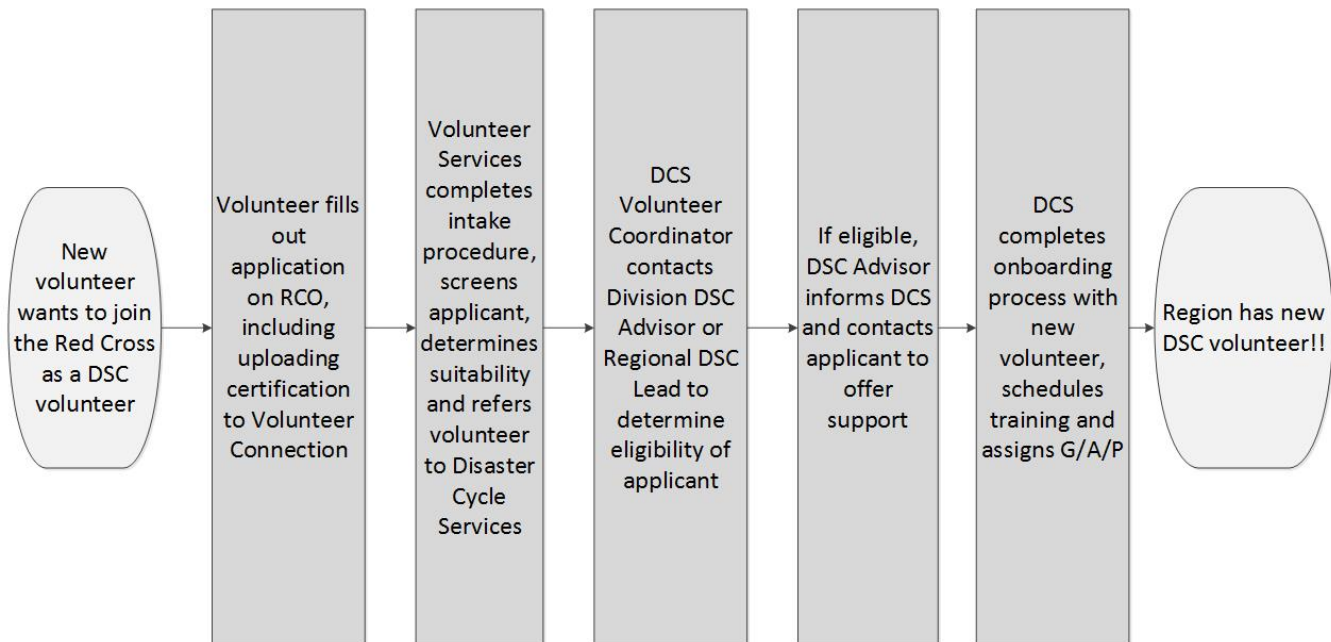 New
volunteer
wants to join
the Red Cross
as a DSC
volunteer
Volunteer fills
out
application
on RCO,
including
uploading
certification
to Volunteer
Connection
Volunteer
Services
completes
intake
procedure,
screens
applicant,
determines
suitability
and refers
volunteer
to Disaster
Cycle
Services
DCS
Volunteer
Coordinator
contacts
Division DSC
Advisor or
Regional DSC
Lead to
determine
eligibility of
applicant
If eligible,
DSC Advisor
informs DCS
and contacts
applicant to
offer
support
DCS
completes
onboarding
process with
new
volunteer,
schedules
training and
assigns G/A/P
Region has new
DSC volunteer!!